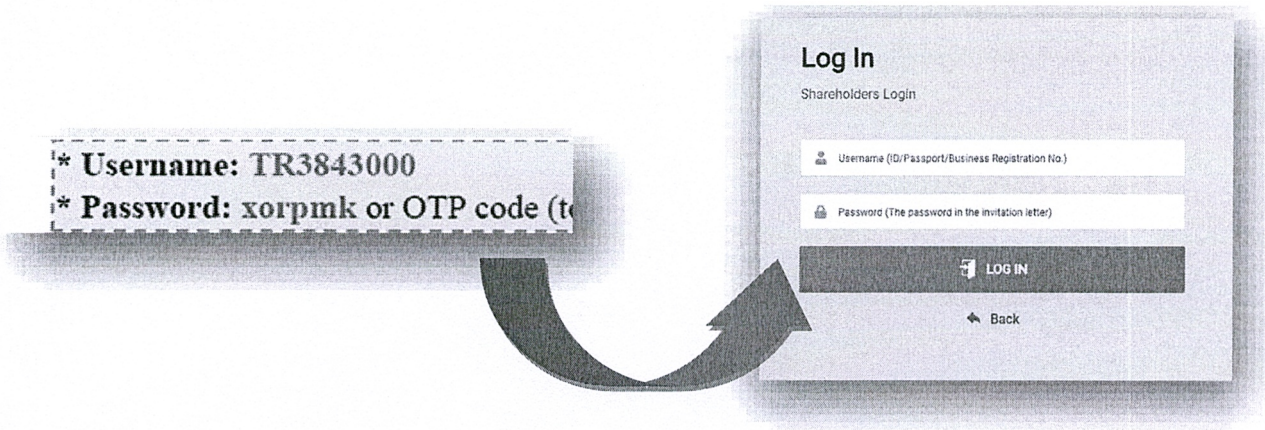 * Username: TR3843000
* Password: xorpmk or OTP code (t
Log In
Shareholders Login
Username (ID/Passport/Business Registration No.)
Password (The password in the invitation letter)
LOG IN
Back